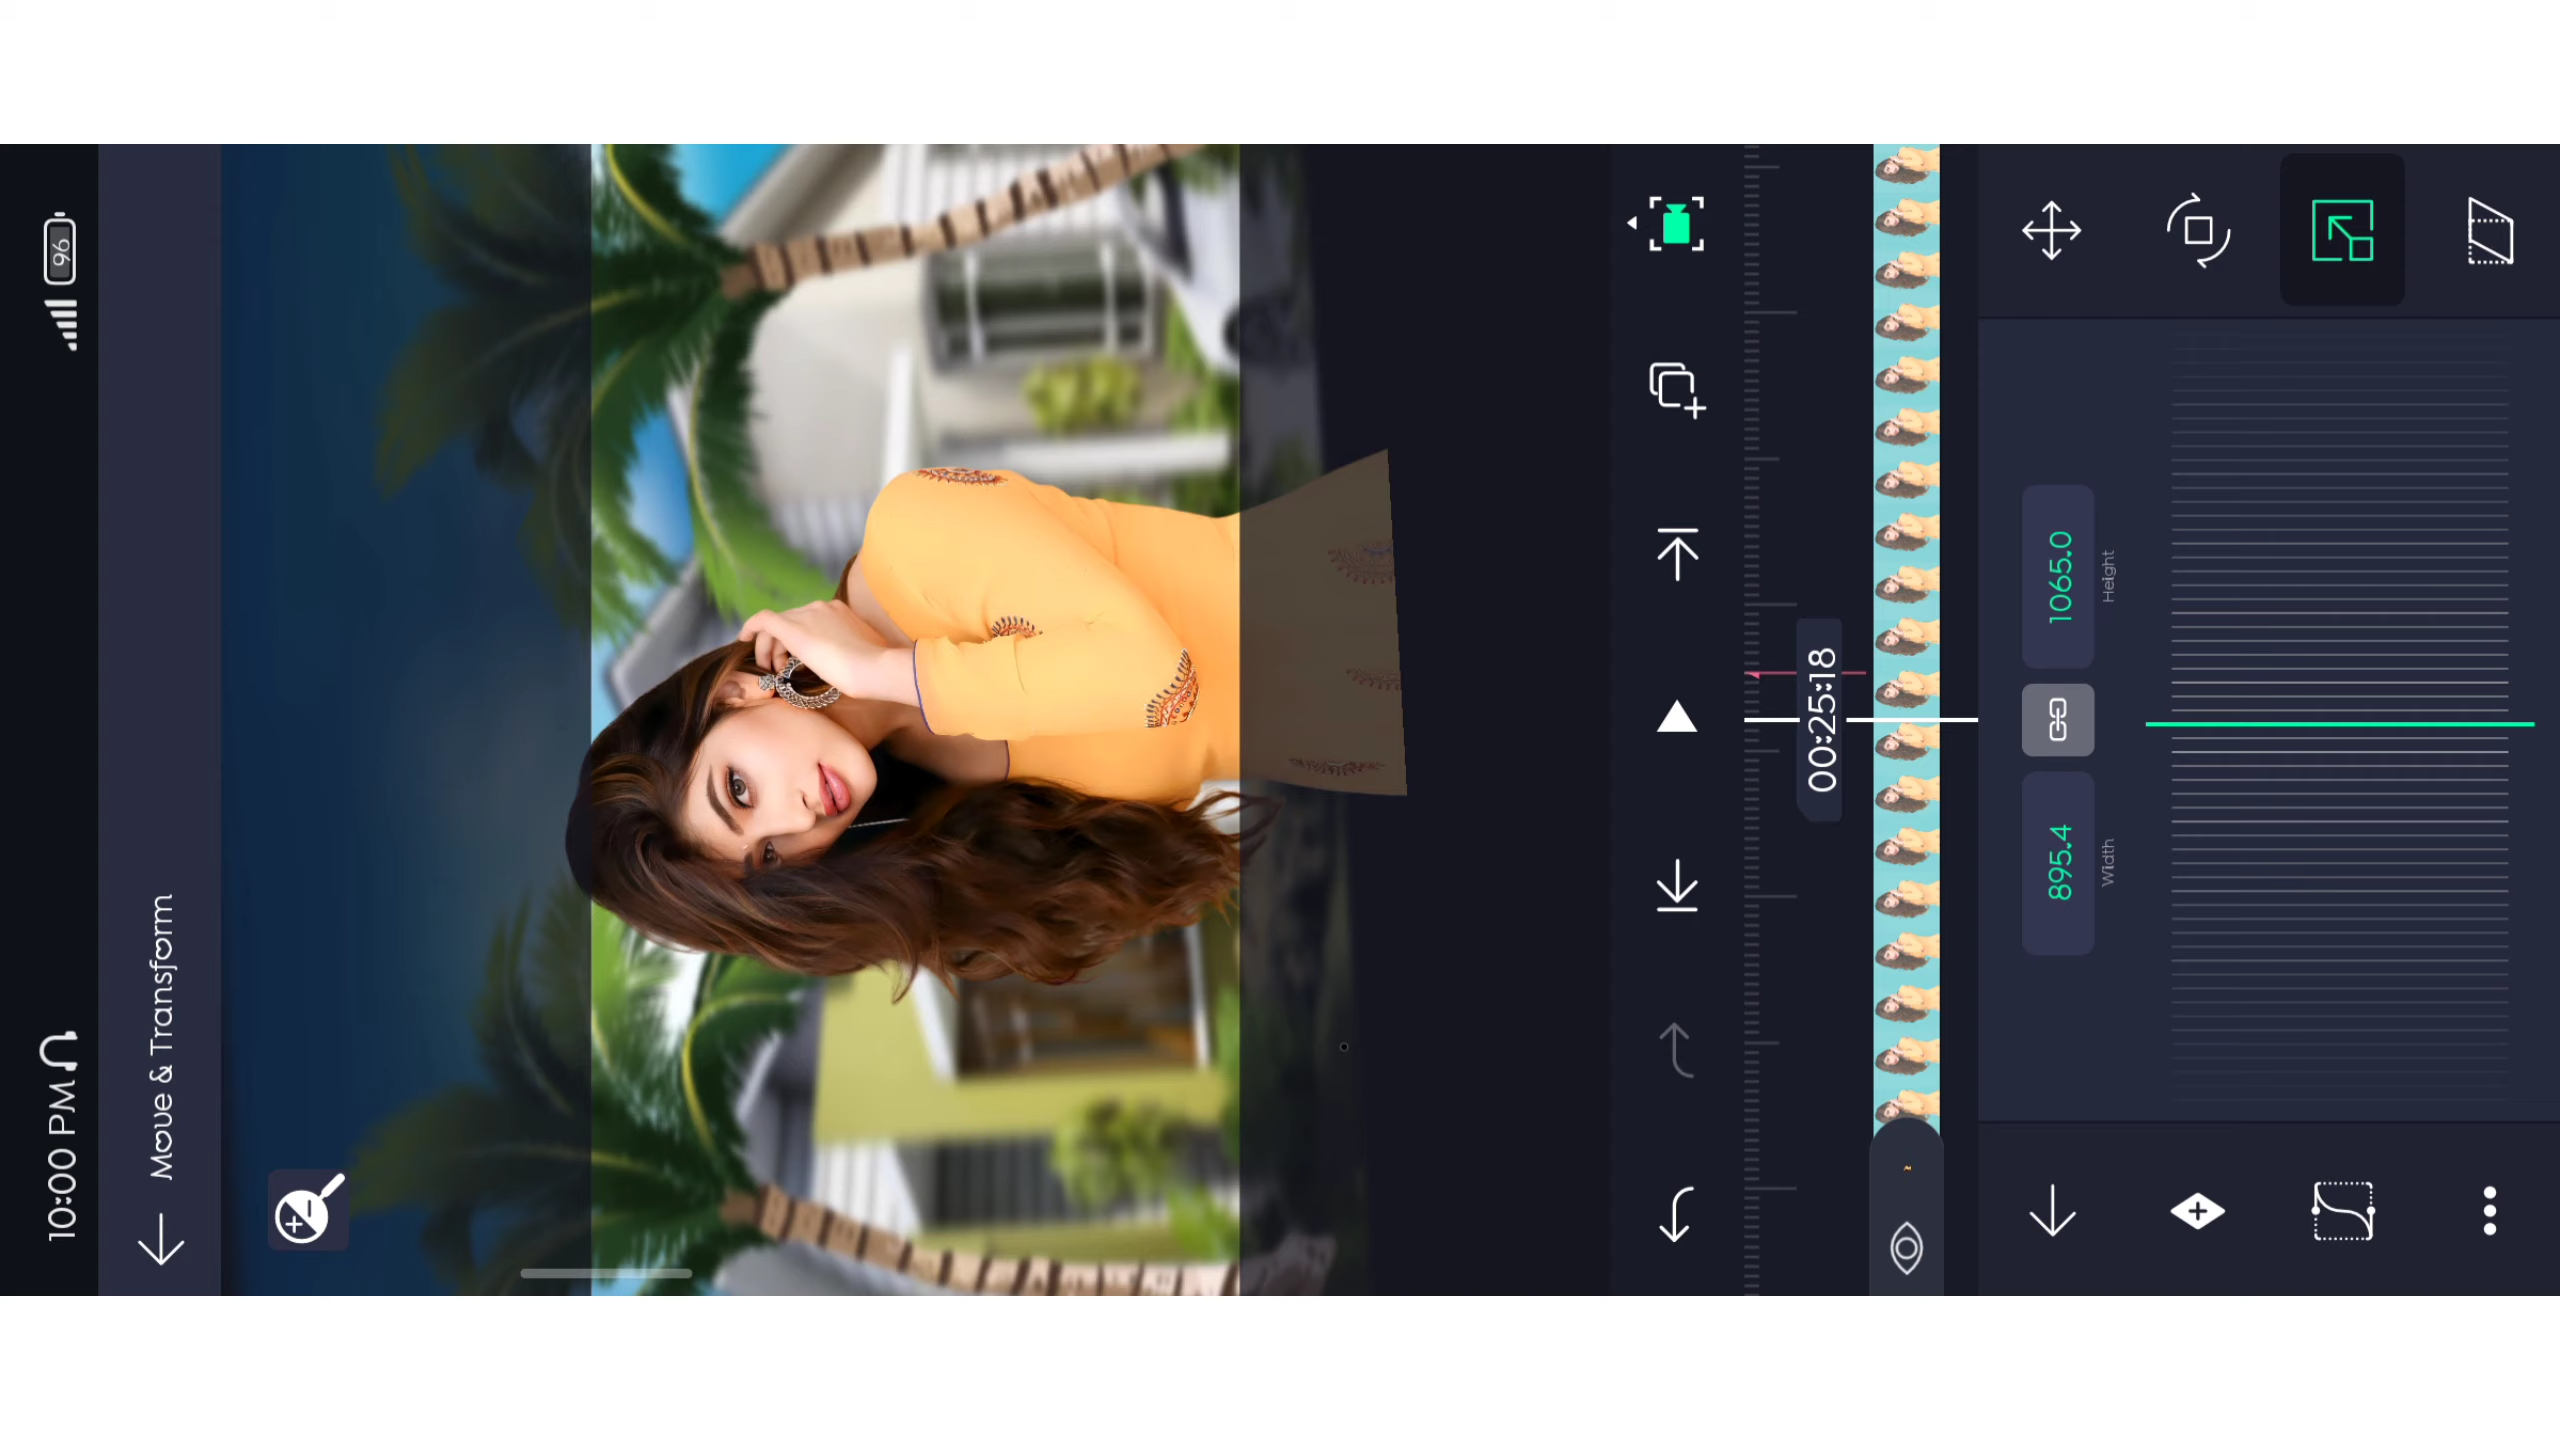 10:00 PM
96
Move & Transform
00:25:18
895.4
1065.0
Width
Height